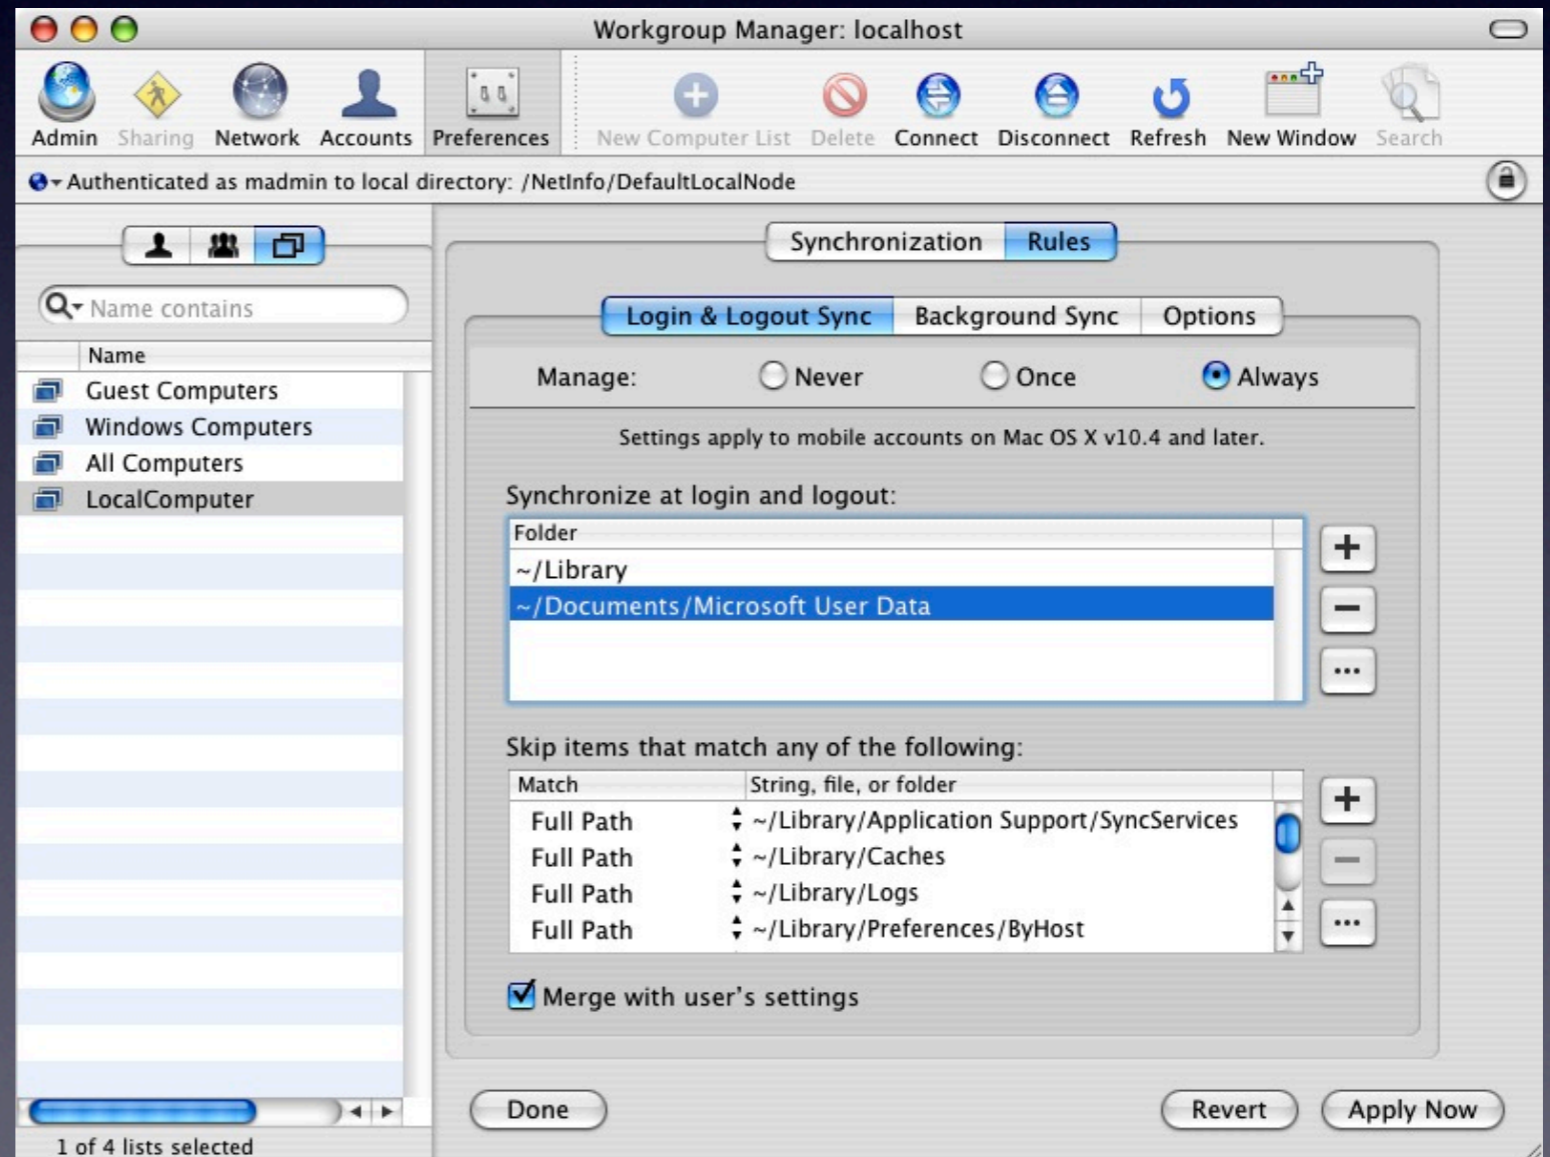 Workgroup Manager: localhost
Admin Sharing Network Accounts Preferences New Computer List Delete Connect Disconnect Refresh New Window Search
Authenticated as madmin to local directory: /NetInfo/DefaultLocalNode
Name contains
Name
Guest Computers
Windows Computers
All Computers
LocalComputer
1 of 4 lists selected
Synchronization Rules
Login & Logout Sync Background Sync Options
Manage: Never Once Always
Settings apply to mobile accounts on Mac OS X v10.4 and later.
Synchronize at login and logout:
Folder
~/Library
~/Documents/Microsoft User Data
Skip items that match any of the following:
Match String, file, or folder
Full Path ~/Library/Application Support/SyncServices
Full Path ~/Library/Caches
Full Path ~/Library/Logs
Full Path ~/Library/Preferences/ByHost
Merge with user's settings
Done Revert Apply Now